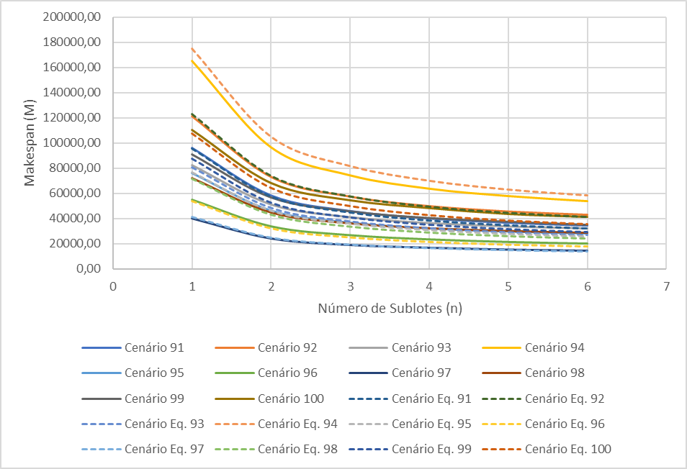 200000,00
180000,00
160000,00
140000,00
120000,00
100000,00
80000,00
60000,00
40000,00
20000,00
0,00
Makespan (M)
0 1 2 3 4 5 6 7
Número de Sublotes (n)
Cenário 91 Cenário 92 Cenário 93 Cenário 94
Cenário 95 Cenário 96 Cenário 97 Cenário 98
Cenário 99 Cenário 100 Cenário Eq. 91 Cenário Eq. 92
Cenário Eq. 93 Cenário Eq. 94 Cenário Eq. 95 Cenário Eq. 96
Cenário Eq. 97 Cenário Eq. 98 Cenário Eq. 99 Cenário Eq. 100